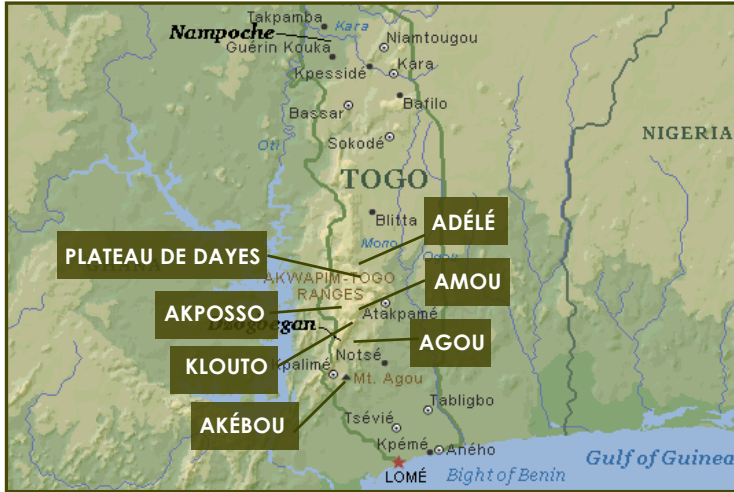 Takpamba
Kara
Nampoche
Niamtougou
Guérin Kouka
Kpessidé
Kara
Bassar
Bafilo
NIGERIA
Sokodé
Oti
TOGO
Blitta
ADÉLÉ
Mono
PLATEAU DE DAYES
AKWAPIM-TOGO
RANGES
AMOU
AKPOSSO
Atakpamé
AGOU
KLOUTO
Notsé
Mt. Agou
AKÉBOU
Tabligbo
Tsévié
Kpémé
Aného
Gulf of Guinea
LOMÉ
Bight of Benin